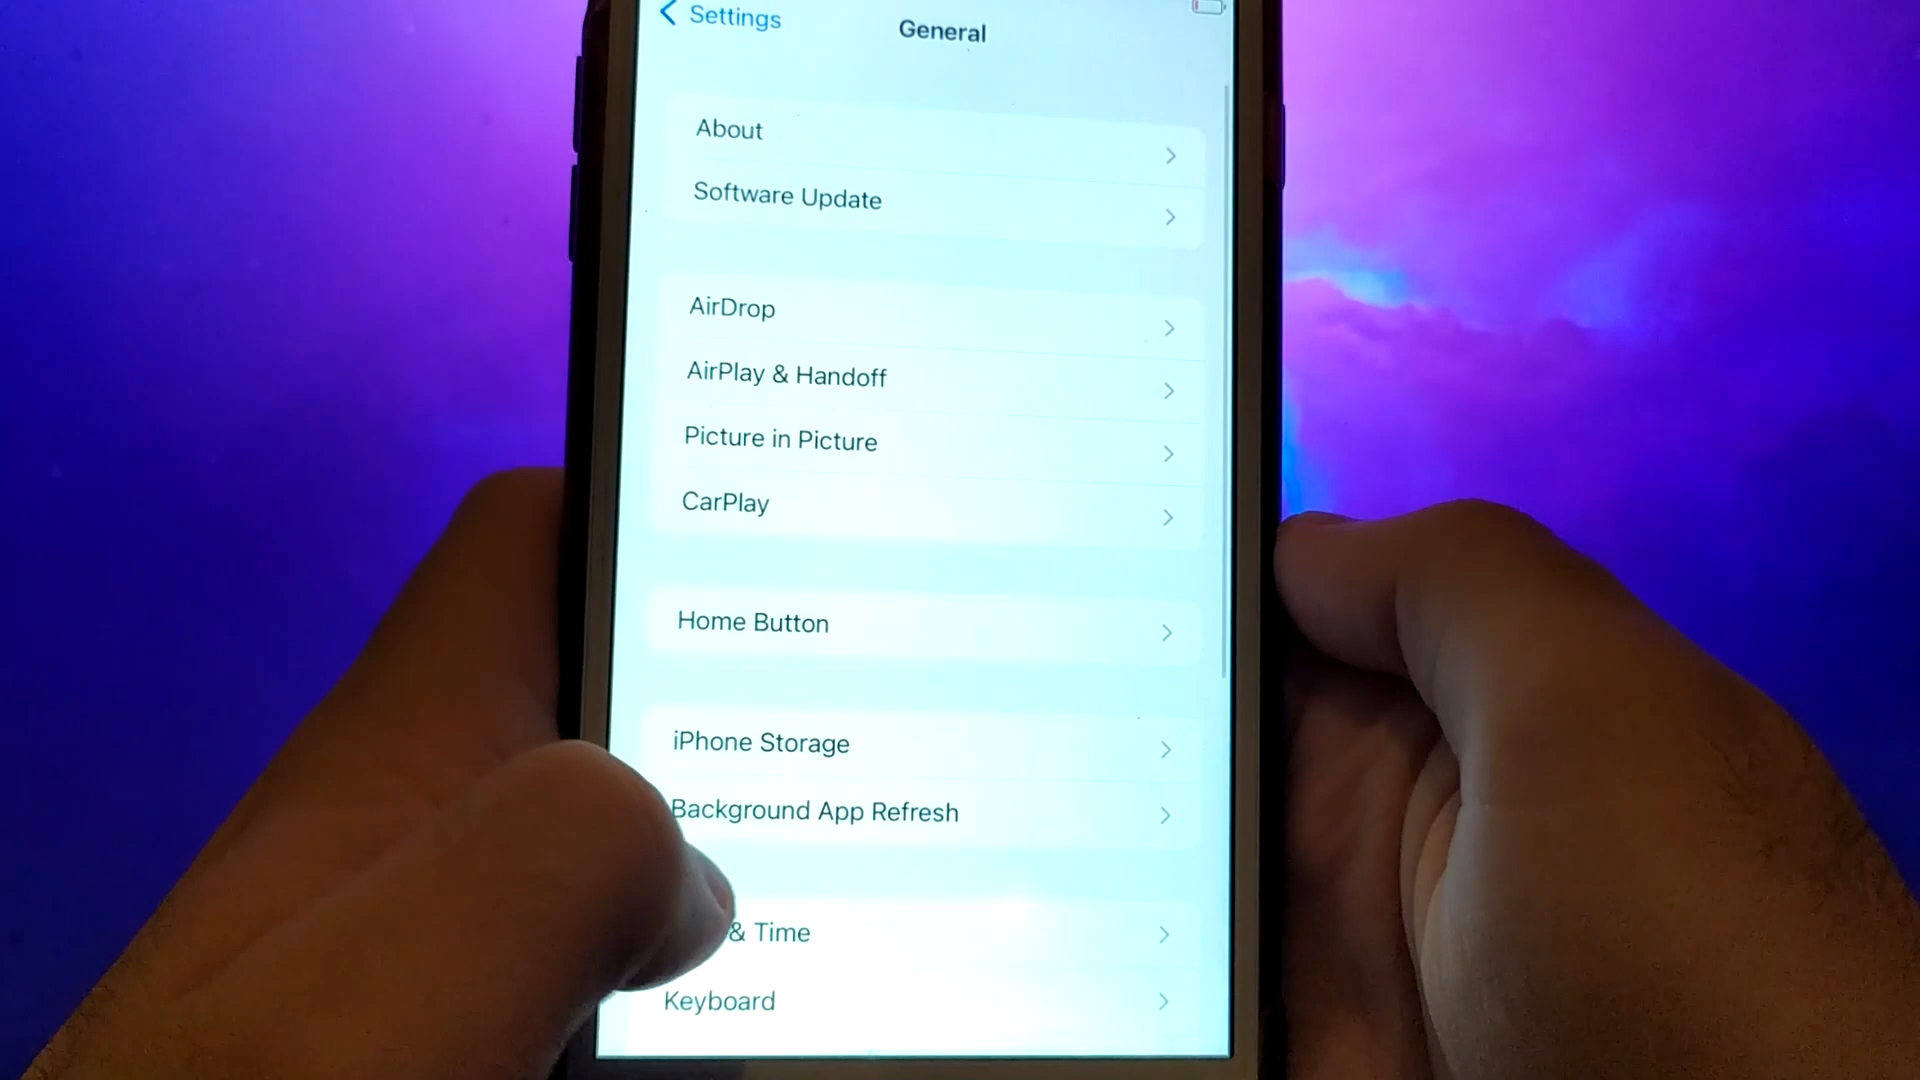 Settings
General
About
Software Update
AirDrop
AirPlay & Handoff
Picture in Picture
CarPlay
Home Button
iPhone Storage
Background App Refresh
& Time
Keyboard